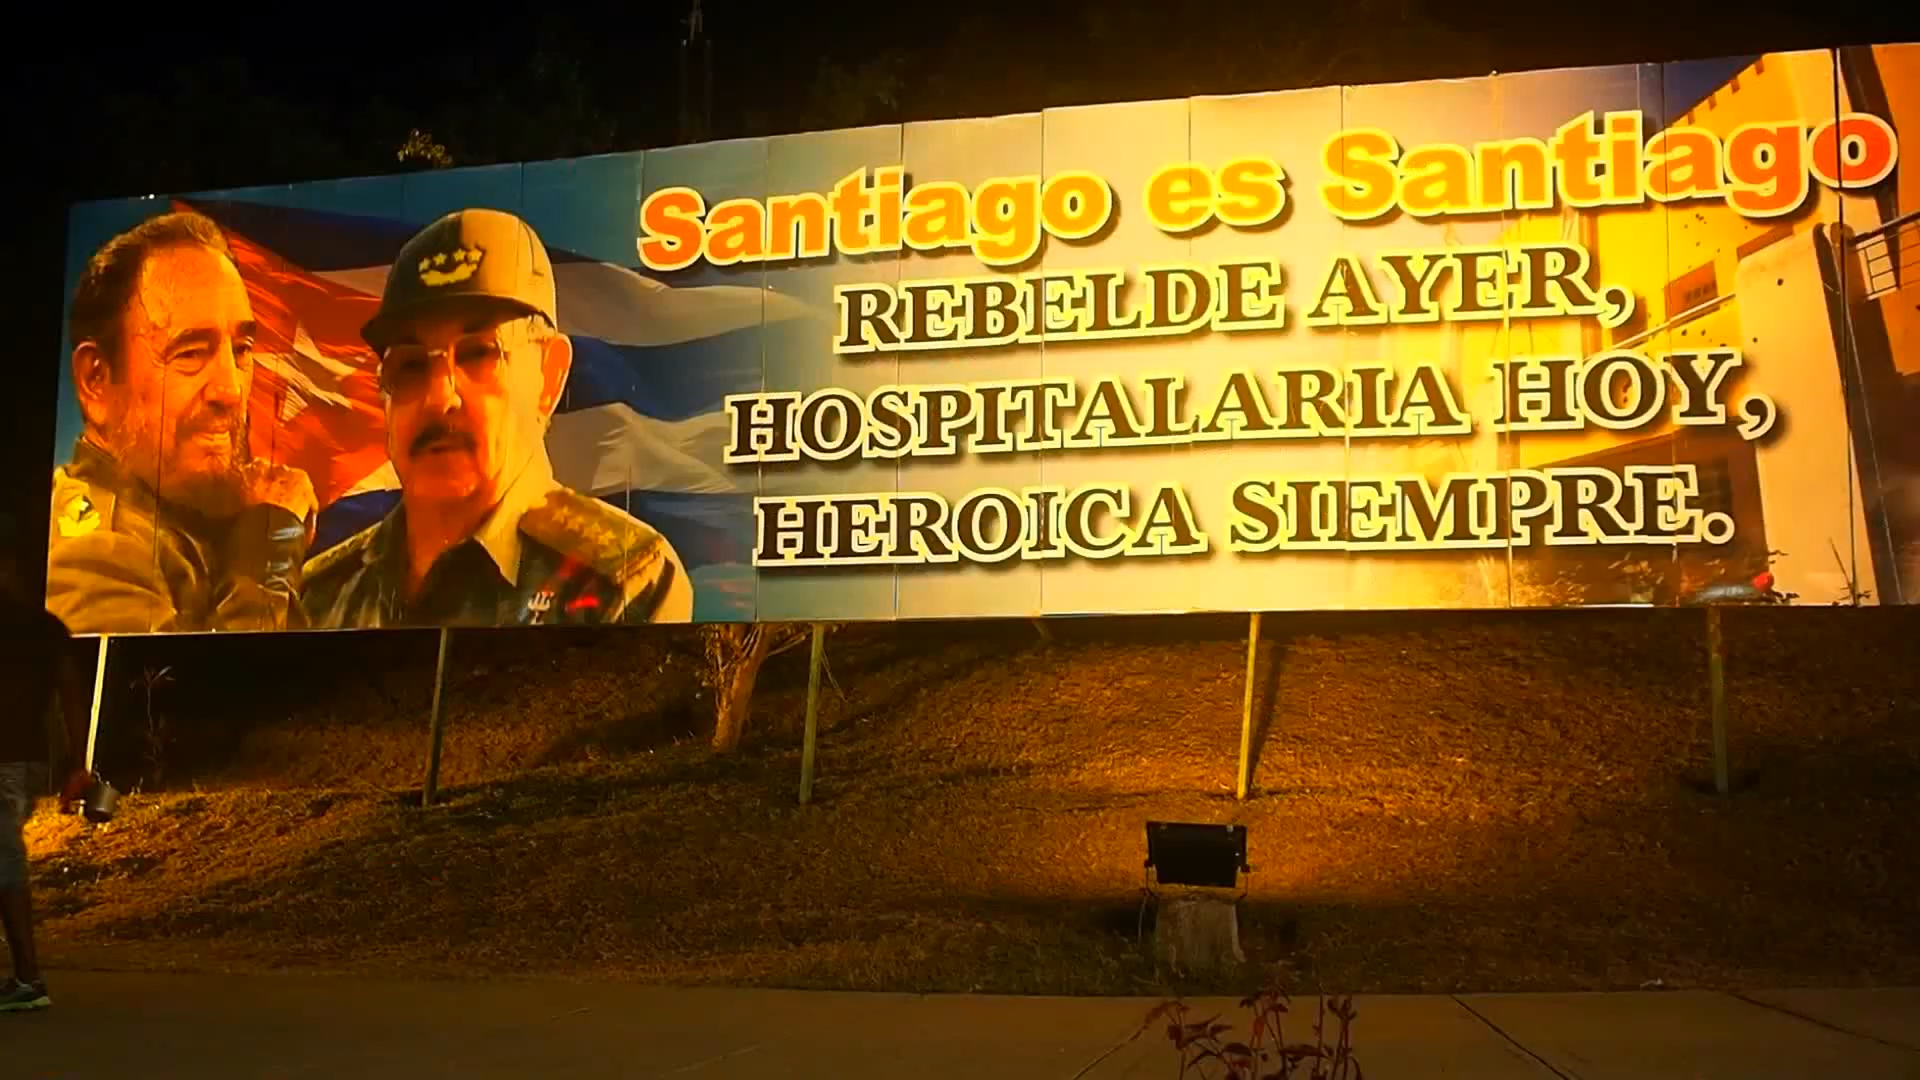 Santiago es Santiago
REBELDE AYER,
HOSPITALARIA HOY,
HEROICA SIEMPRE.